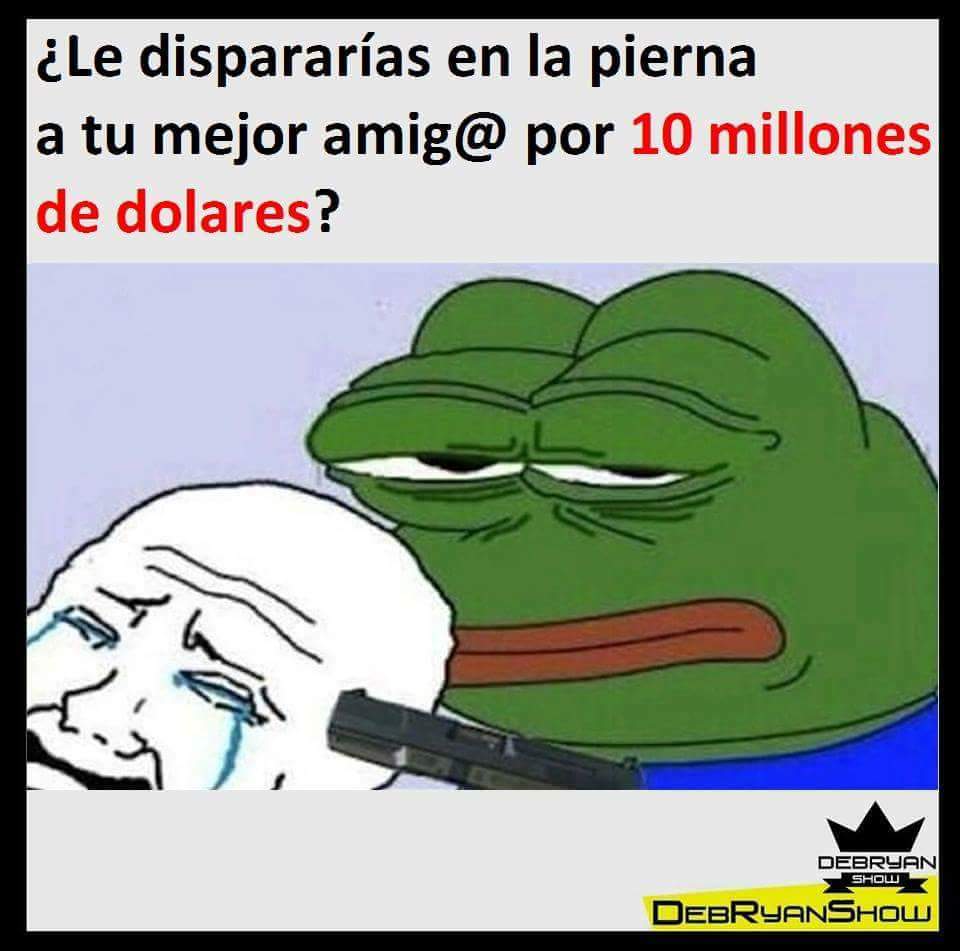 ¿Le dispararías en la pierna
a tu mejor amig@ por 10 millones
de dolares?
DEBRYAN
SHOW
DEBRYANSHOW